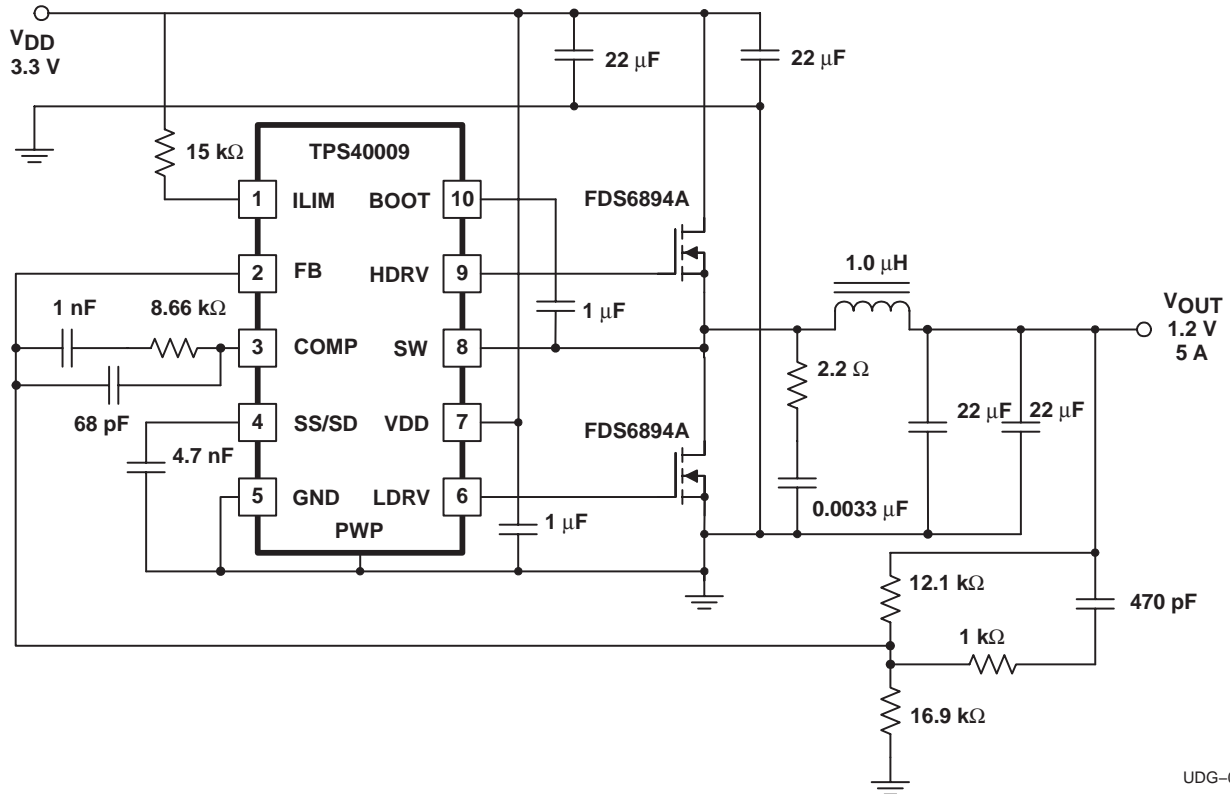 VDD
3.3 V
22 μF
22 μF
15 kΩ
TPS40009
1 ILIM BOOT 10
FDS6894A
2 FB HDRV 9
1.0 μH
1 nF
8.66 kΩ
1 μF
VOUT
1.2 V
5 A
3 COMP SW 8
2.2 Ω
68 pF
4 SS/SD VDD 7
FDS6894A
22 μF
22 μF
4.7 nF
5 GND LDRV 6
0.0033 μF
PWP
1 μF
12.1 kΩ
470 pF
1 kΩ
16.9 kΩ